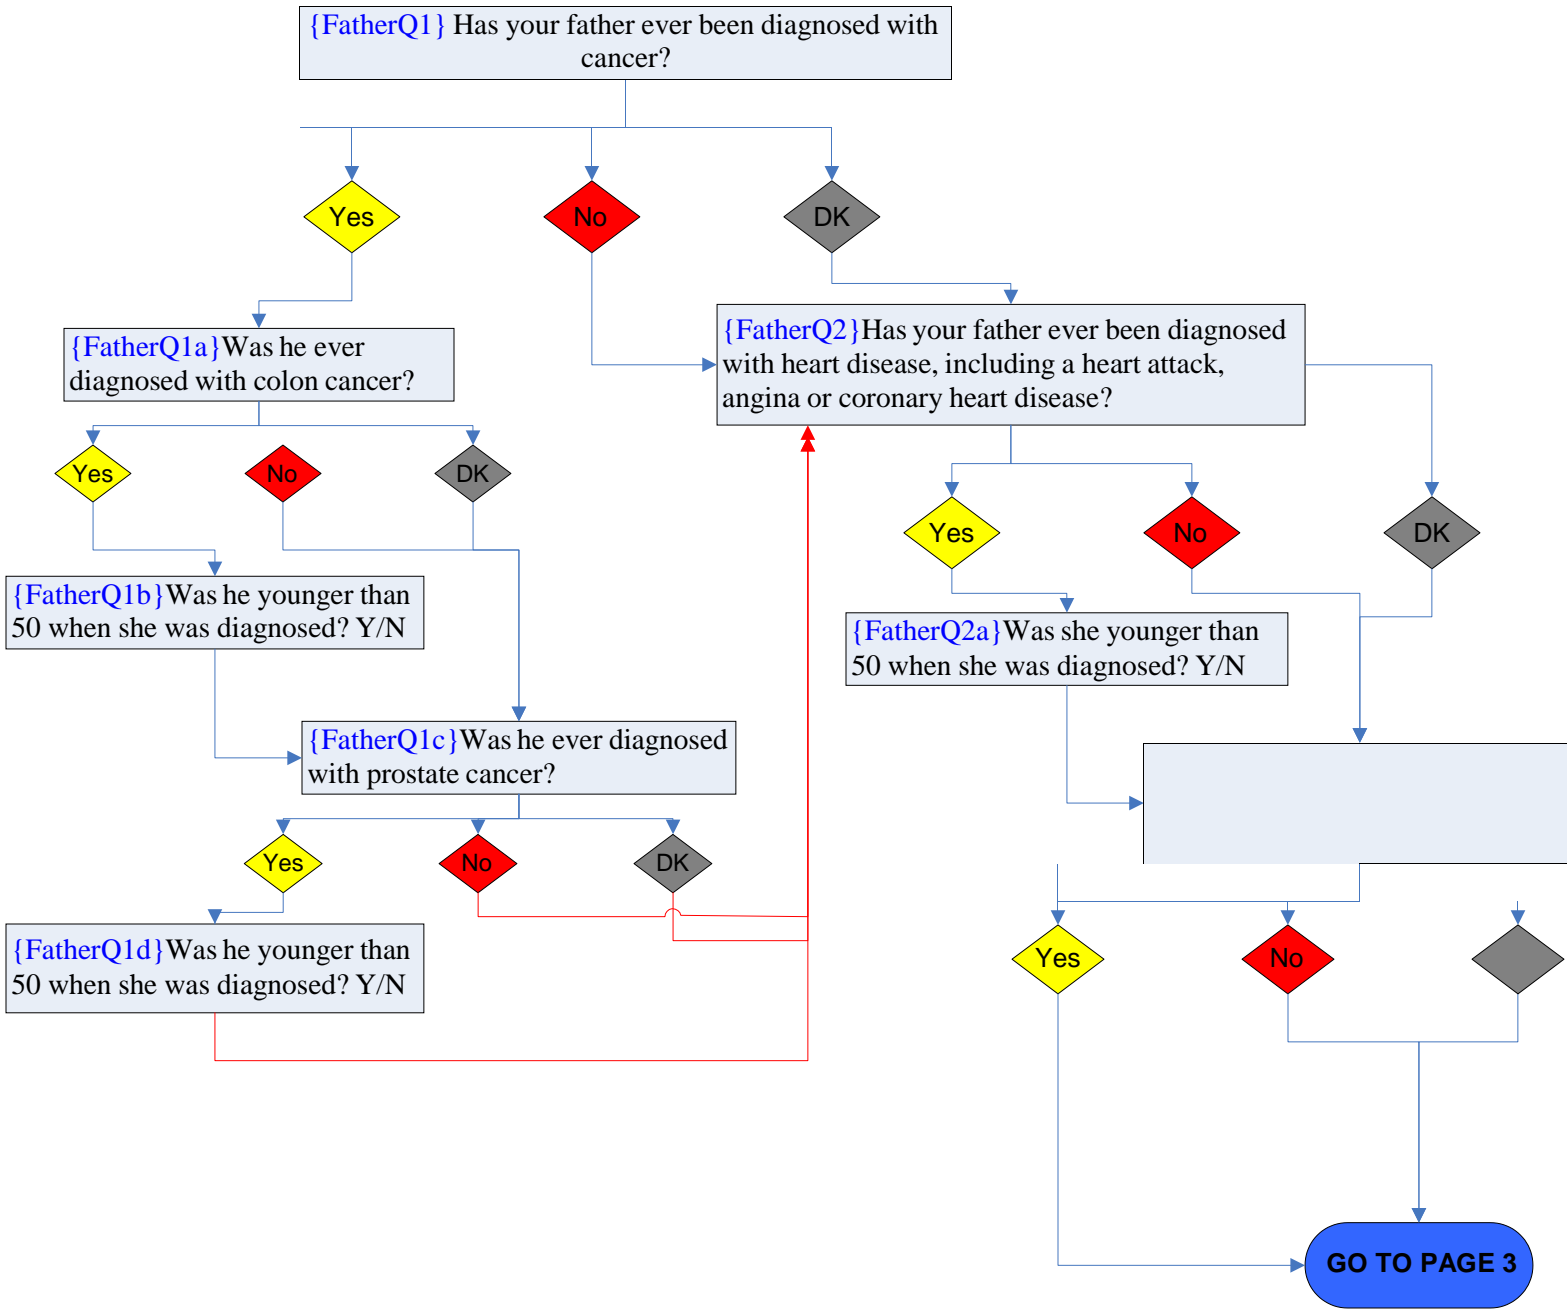 {FatherQ1} Has your father ever been diagnosed with
cancer?
Yes
No
DK
{FatherQ1a}Was he ever
diagnosed with colon cancer?
{FatherQ2}Has your father ever been diagnosed
with heart disease, including a heart attack,
angina or coronary heart disease?
Yes
No
DK
Yes
No
DK
{FatherQ1b}Was he younger than
50 when she was diagnosed? Y/N
{FatherQ2a}Was she younger than
50 when she was diagnosed? Y/N
{FatherQ1c}Was he ever diagnosed
with prostate cancer?
Yes
No
DK
{FatherQ1d}Was he younger than
50 when she was diagnosed? Y/N
Yes
No
GO TO PAGE 3